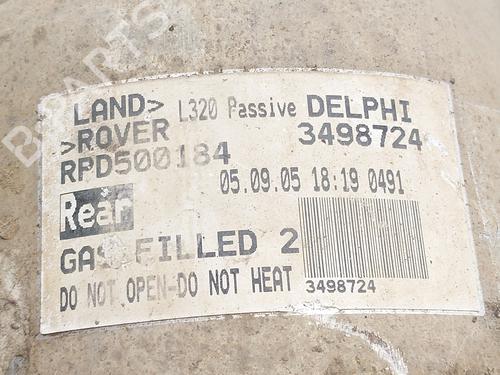 LAND> L320 Passive DELPHI
>ROVER 3498724
RPD500184
05.09.05 18:19 0491
Rear
GAS FILLED 2
DO NOT OPEN-DO NOT HEAT
3498724
B-PARTS